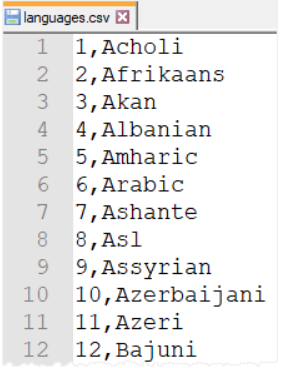 languages.csv
1 1,Acholi
2 2,Afrikaans
3 3,Akan
4 4,Albanian
5 5,Amharic
6 6,Arabic
7 7,Ashante
8 8,Asl
9 9,Assyrian
10 10,Azerbaijani
11 11,Azeri
12 12,Bajuni